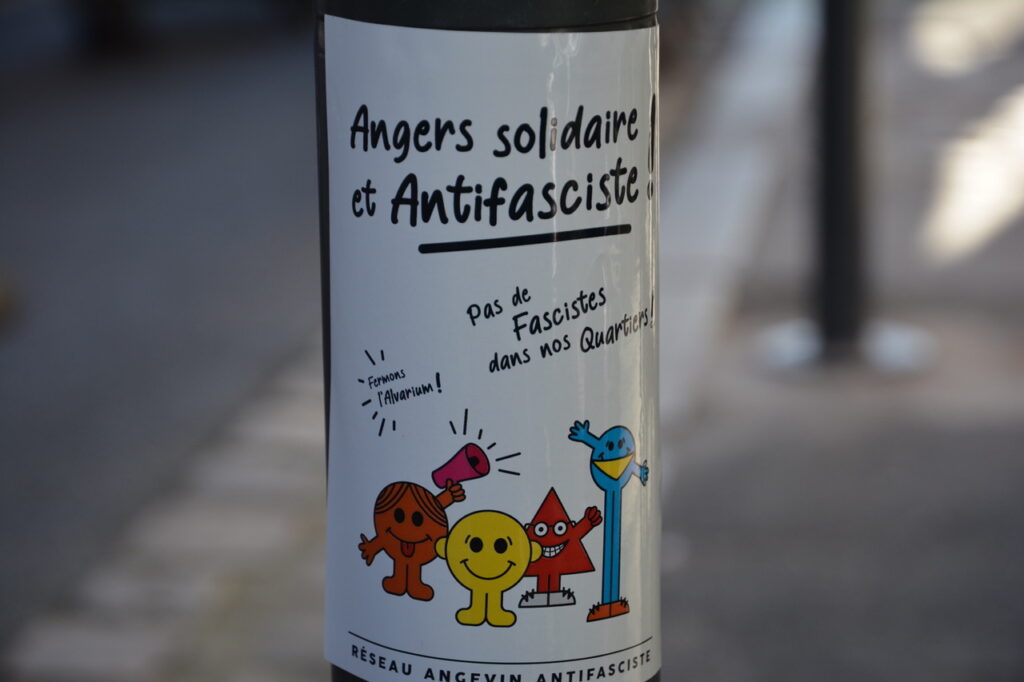 Angers solidaire
et Antifasciste !
Pas de
Fascistes
dans nos Quartiers !
Fermons
l'Alvarium !
RÉSEAU ANGEVIN ANTIFASCISTE